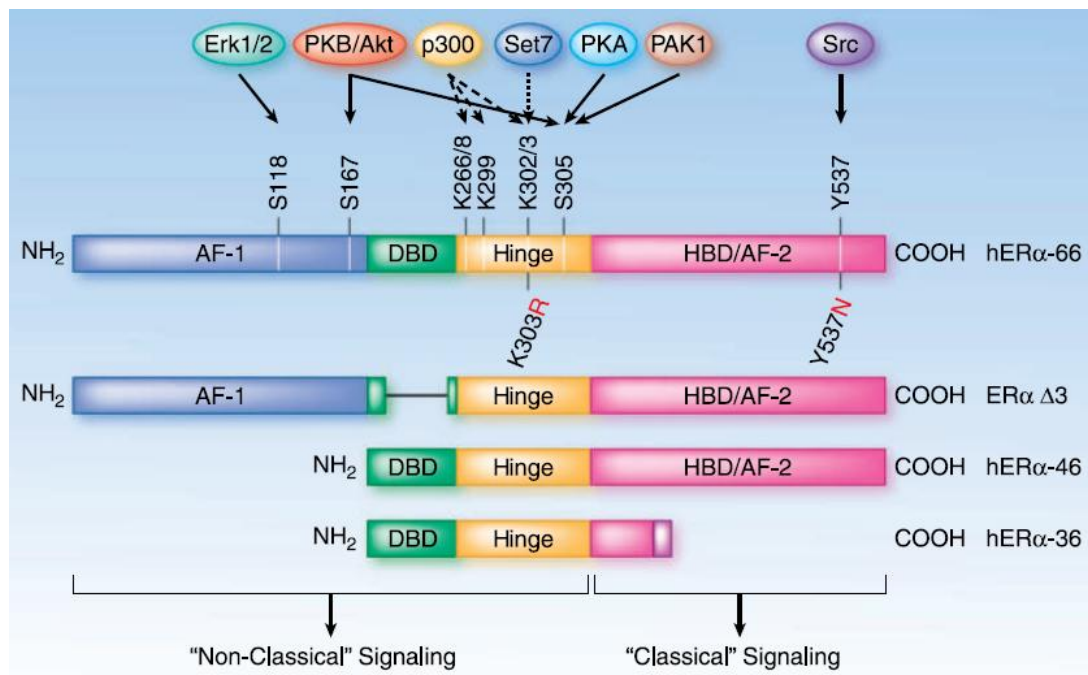 Erk1/2 PKB/Akt p300 Set7 PKA PAK1 Src
S118 S167 K266/8 K299 K302/3 S305 Y537
NH2 AF-1 DBD Hinge HBD/AF-2 COOH hERα-66
K303R Y537N
NH2 AF-1 Hinge HBD/AF-2 COOH ERα Δ3
NH2 DBD Hinge HBD/AF-2 COOH hERα-46
NH2 DBD Hinge COOH hERα-36
“Non-Classical” Signaling “Classical” Signaling